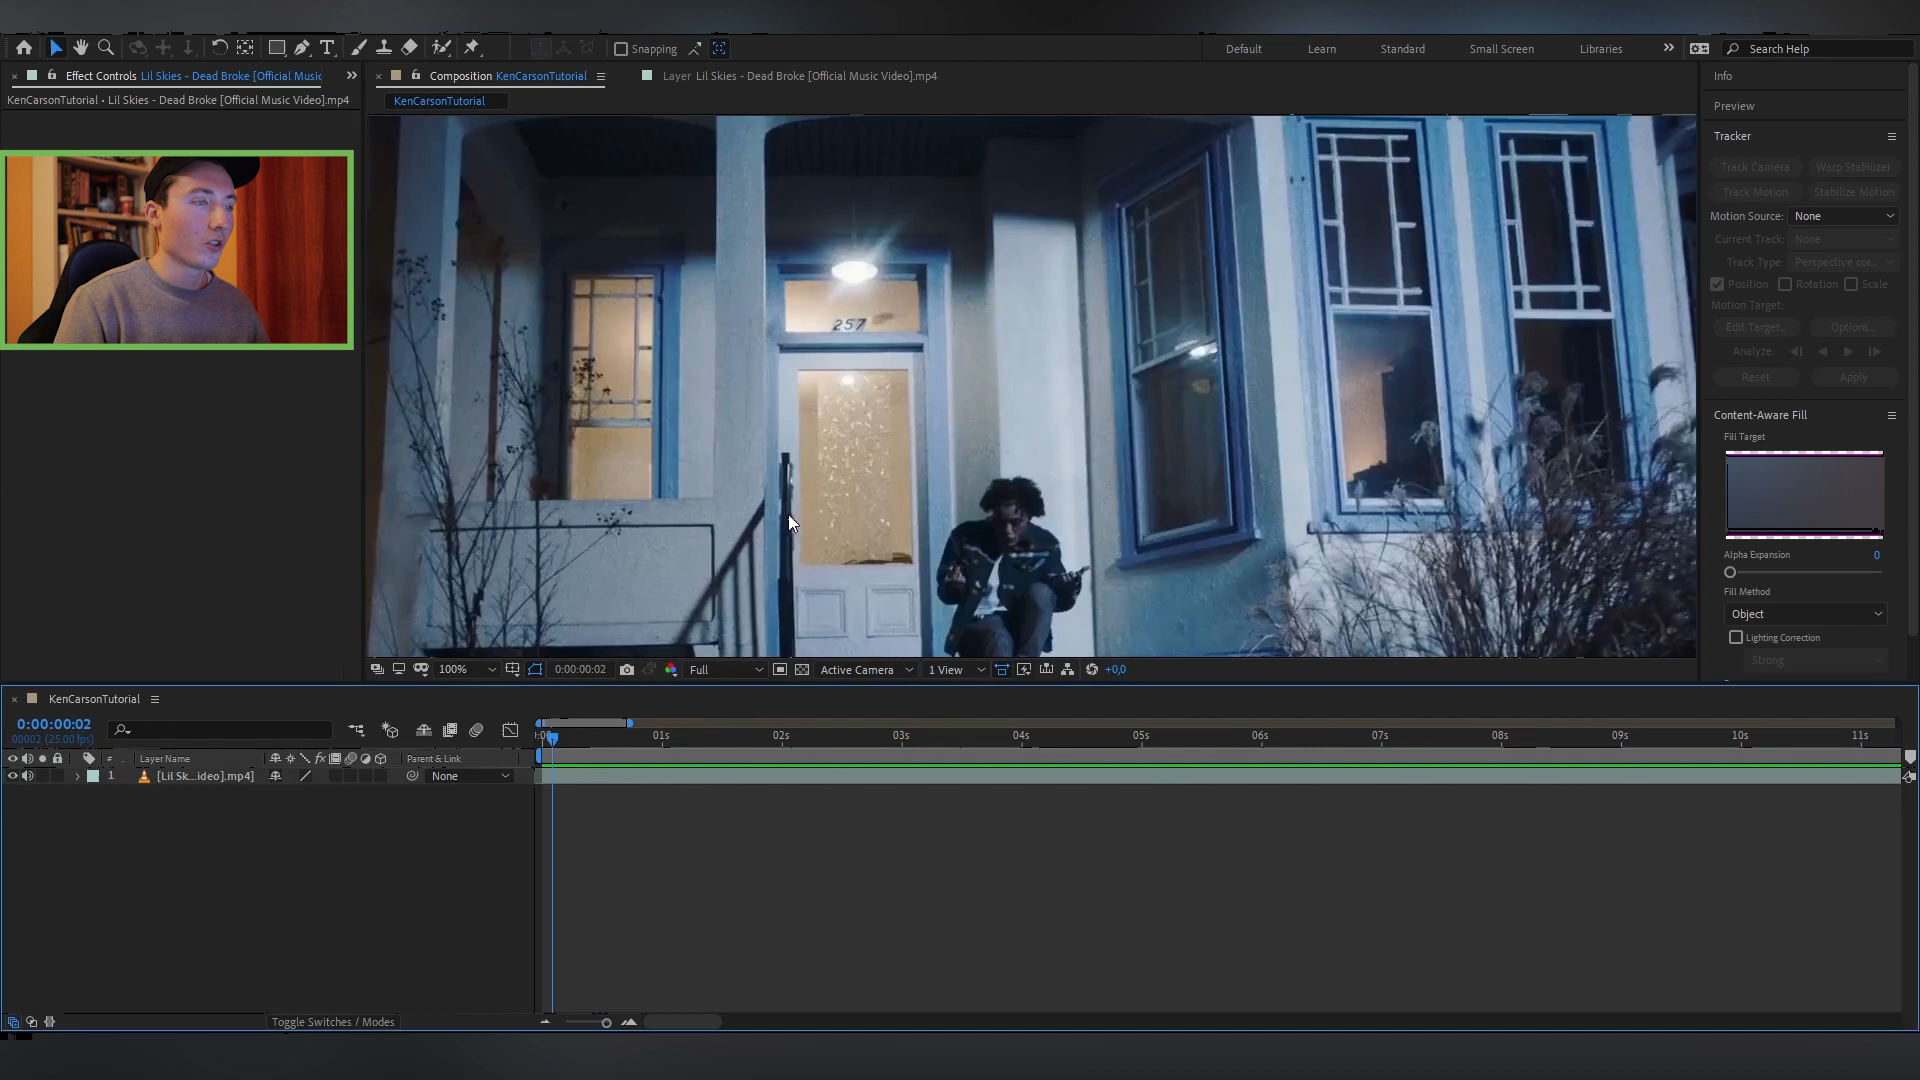 Snapping
Default
Learn
Standard
Small Screen
Libraries
Search Help
Effect Controls Lil Skies - Dead Broke [Official Music
Composition KenCarsonTutorial
Layer Lil Skies - Dead Broke [Official Music Video].mp4
Info
KenCarsonTutorial • Lil Skies - Dead Broke [Official Music Video].mp4
KenCarsonTutorial
Preview
Tracker
Track Camera
Warp Stabilizer
Track Motion
Stabilize Motion
Motion Source: None
Current Track: None
Track Type: Perspective cor...
Position
Rotation
Scale
Motion Target:
Edit Target...
Options...
Analyze:
Reset
Apply
257
Content-Aware Fill
Fill Target
Alpha Expansion
0
Fill Method
Object
Lighting Correction
Strong
100%
0:00:00:02
Full
Active Camera
1 View
+0,0
KenCarsonTutorial
0:00:00:02
00002 (25.00 fps)
01s
02s
03s
04s
05s
06s
07s
08s
09s
10s
11s
#
Layer Name
fx
Parent & Link
1
[Lil Sk...ideo].mp4]
None
Toggle Switches / Modes